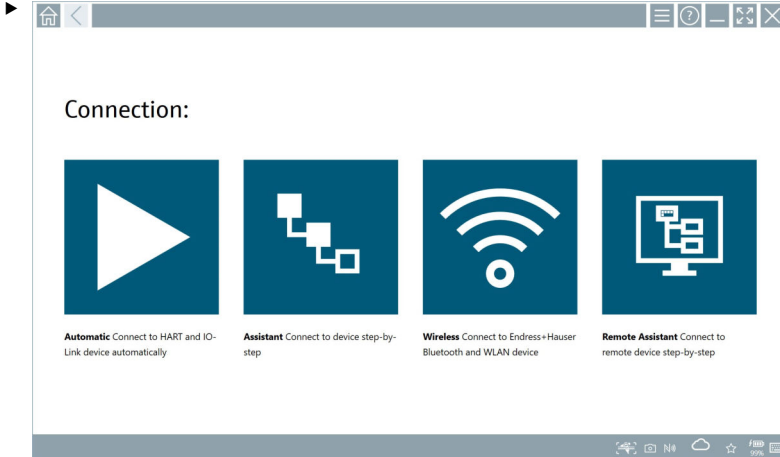 Connection:
Automatic Connect to HART and IO-
Link device automatically
Assistant Connect to device step-by-
step
Wireless Connect to Endress+Hauser
Bluetooth and WLAN device
Remote Assistant Connect to
remote device step-by-step
99%